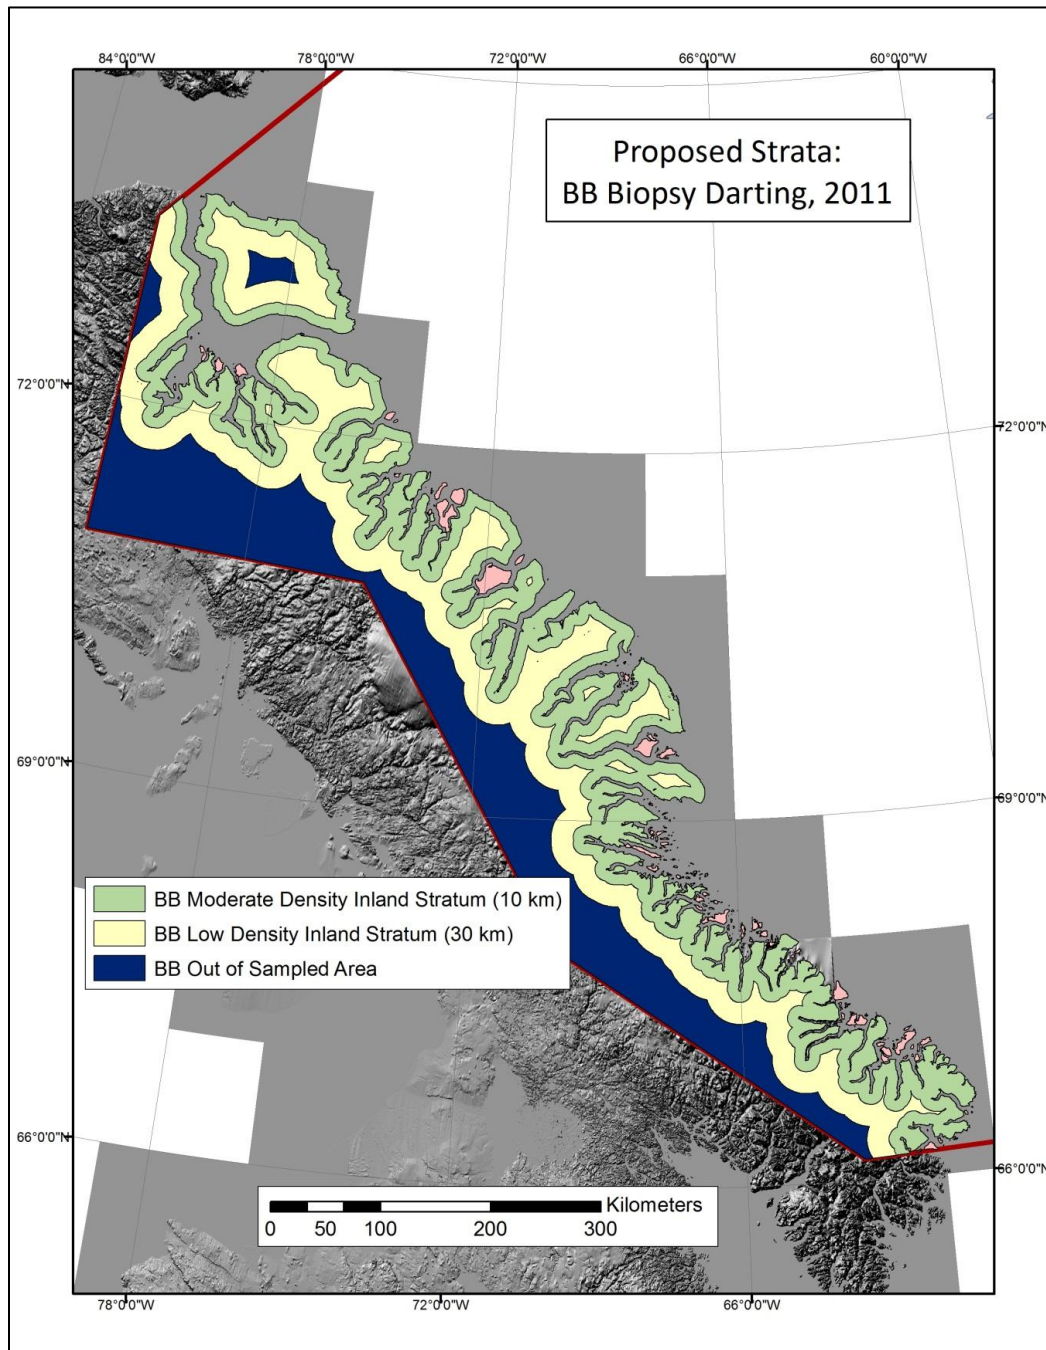 84°0'0"W 78°0'0"W 72°0'0"W 66°0'0"W 60°0'0"W
Proposed Strata:
BB Biopsy Darting, 2011
72°0'0"N
72°0'0"N
69°0'0"N
69°0'0"N
BB Moderate Density Inland Stratum (10 km)
BB Low Density Inland Stratum (30 km)
BB Out of Sampled Area
66°0'0"N
66°0'0"N
Kilometers
0 50 100 200 300
78°0'0"W 72°0'0"W 66°0'0"W